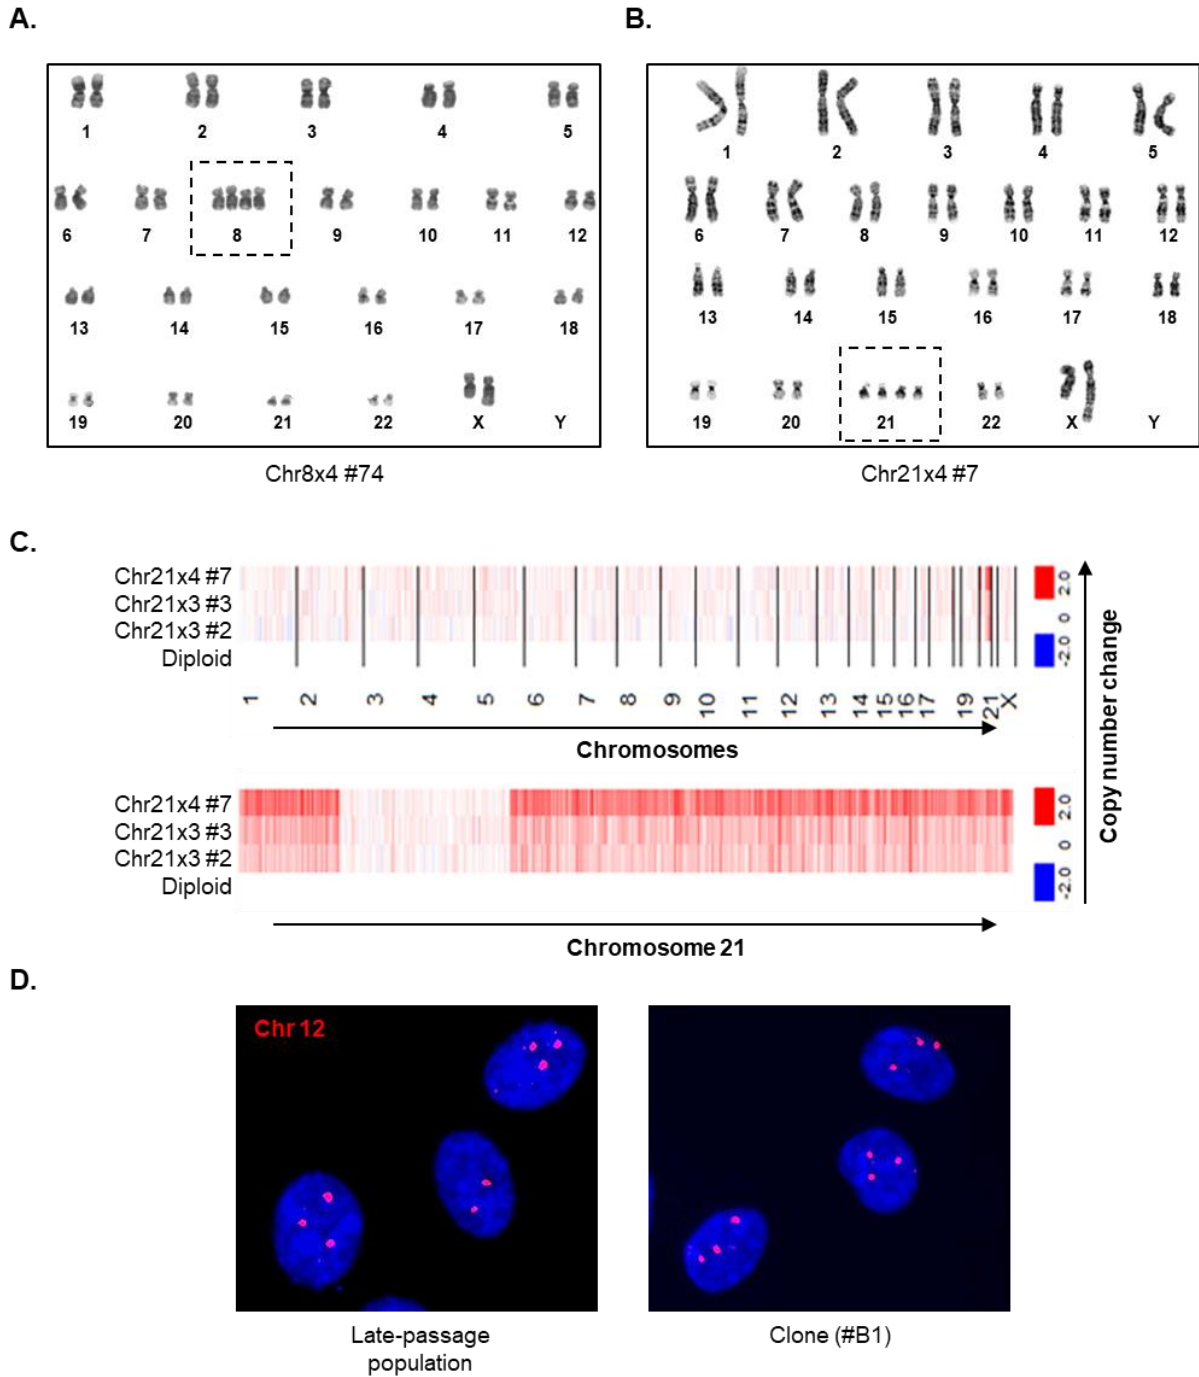 A.
B.
1 2 3 4 5
6 7 8 9 10 11 12
13 14 15 16 17 18
19 20 21 22 X Y
Chr8x4 #74
1 2 3 4 5
6 7 8 9 10 11 12
13 14 15 16 17 18
19 20 21 22 X Y
Chr21x4 #7
C.
Chr21x4 #7
Chr21x3 #3
Chr21x3 #2
Diploid
1 2 3 4 5 6 7 8 9 10 11 12 13 14 15 16 17 19 21 X
Chromosomes
2.0
0
-2.0
Chr21x4 #7
Chr21x3 #3
Chr21x3 #2
Diploid
Chromosome 21
2.0
0
-2.0
Copy number change
D.
Chr 12
Late-passage
population
Clone (#B1)